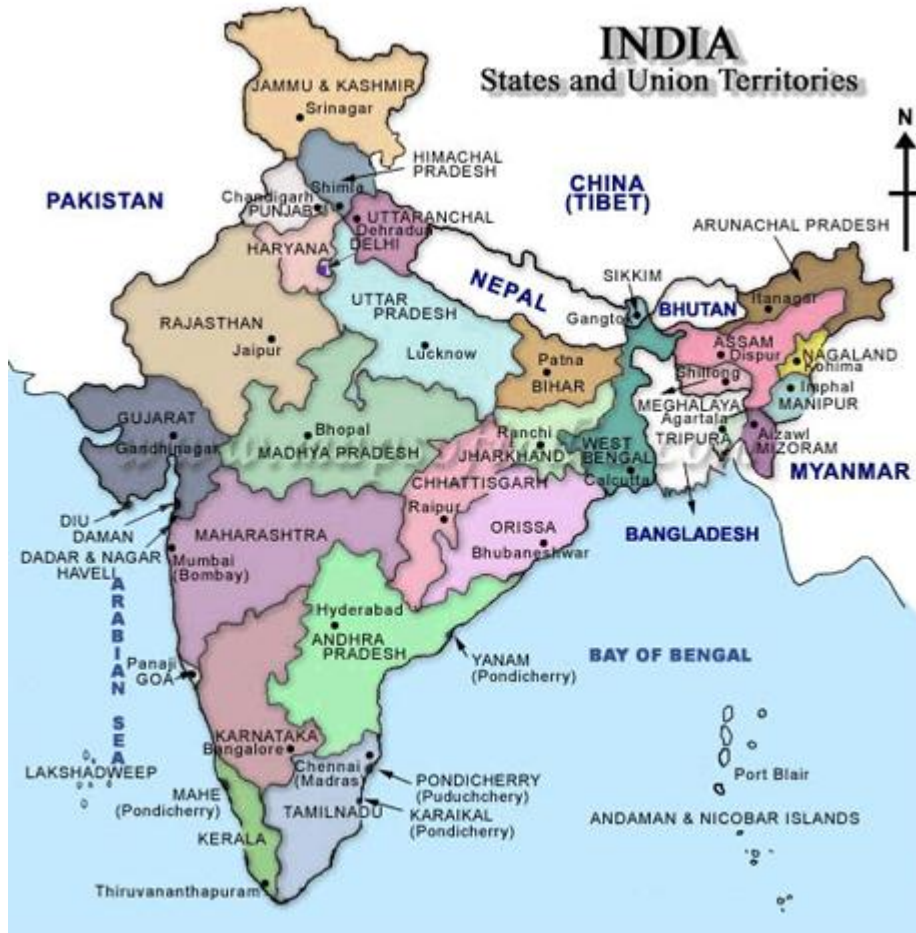 INDIA
States and Union Territories
N
JAMMU & KASHMIR
Srinagar
HIMACHAL
PRADESH
CHINA
(TIBET)
PAKISTAN
Chandigarh
Shimla
PUNJAB
UTTARANCHAL
Dehradun
ARUNACHAL PRADESH
HARYANA
DELHI
NEPAL
SIKKIM
Gangtok
BHUTAN
Itanagar
UTTAR
PRADESH
RAJASTHAN
Jaipur
Lucknow
Patna
BIHAR
ASSAM
Dispur
NAGALAND
Kohima
Shillong
Imphal
MANIPUR
MEGHALAYA
Agartala
TRIPURA
Aizawl
MIZORAM
GUJARAT
Gandhinagar
Bhopal
MADHYA PRADESH
Ranchi
JHARKHAND
WEST
BENGAL
Calcutta
MYANMAR
CHHATTISGARH
Raipur
DIU
DAMAN
DADAR & NAGAR
HAVELI
MAHARASHTRA
Mumbai
(Bombay)
ORISSA
Bhubaneshwar
BANGLADESH
ARABIAN SEA
Hyderabad
ANDHRA
PRADESH
YANAM
(Pondicherry)
BAY OF BENGAL
Panaji
GOA
KARNATAKA
Bangalore
Chennai
(Madras)
LAKSHADWEEP
MAHE
(Pondicherry)
PONDICHERRY
(Puduchchery)
KARAIKAL
(Pondicherry)
TAMILNADU
KERALA
Thiruvananthapuram
Port Blair
ANDAMAN & NICOBAR ISLANDS